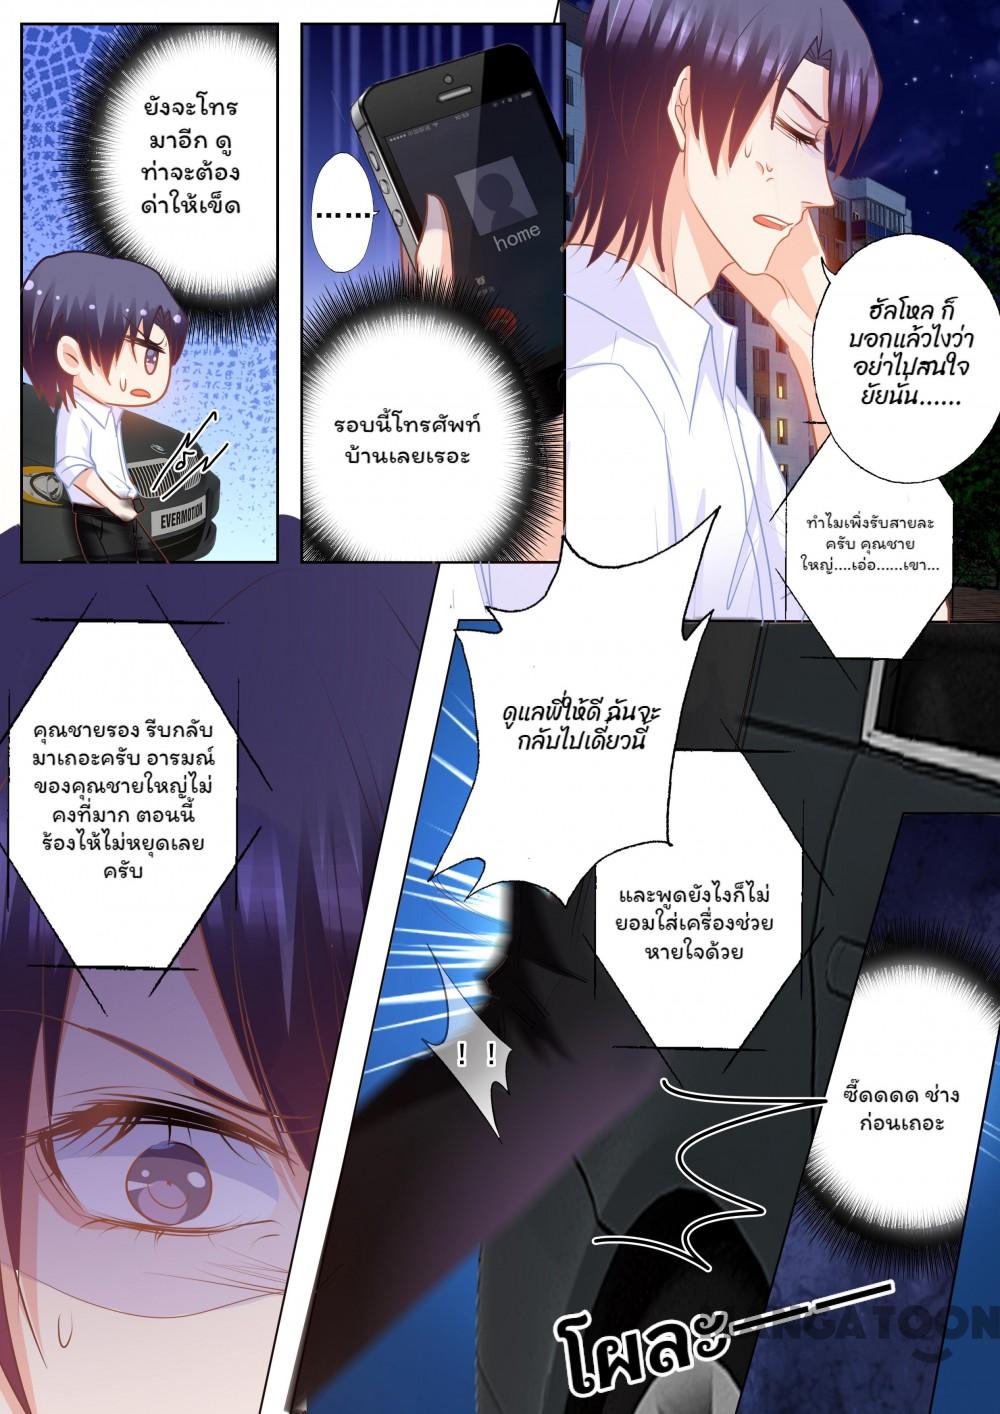 ยังจะโทร
มาอีก ดู
ท่าจะต้อง
ด่าให้เข็ด
EVERMOTION
........
10:53
home
รอบนี้โทรศัพท์
บ้านเลยเรอะ
ฮัลโหล ก็
บอกแล้วไงว่า
อย่าไปสนใจ
ยัยนั่น......
ทำไมเพิ่งรับสายละ
ครับ คุณชาย
ใหญ่....เอ่อ......เขา...
คุณชายรอง รีบกลับ
มาเถอะครับ อารมณ์
ของคุณชายใหญ่ไม่
คงที่มาก ตอนนี้
ร้องไห้ไม่หยุดเลย
ครับ
ดูแลพี่ให้ดี ฉันจะ
กลับไปเดี๋ยวนี้
และพูดยังไงก็ไม่
ยอมใส่เครื่องช่วย
หายใจด้วย
! !
ซี๊ดดดด ช่าง
ก่อนเถอะ
โผละ
MANGATOON